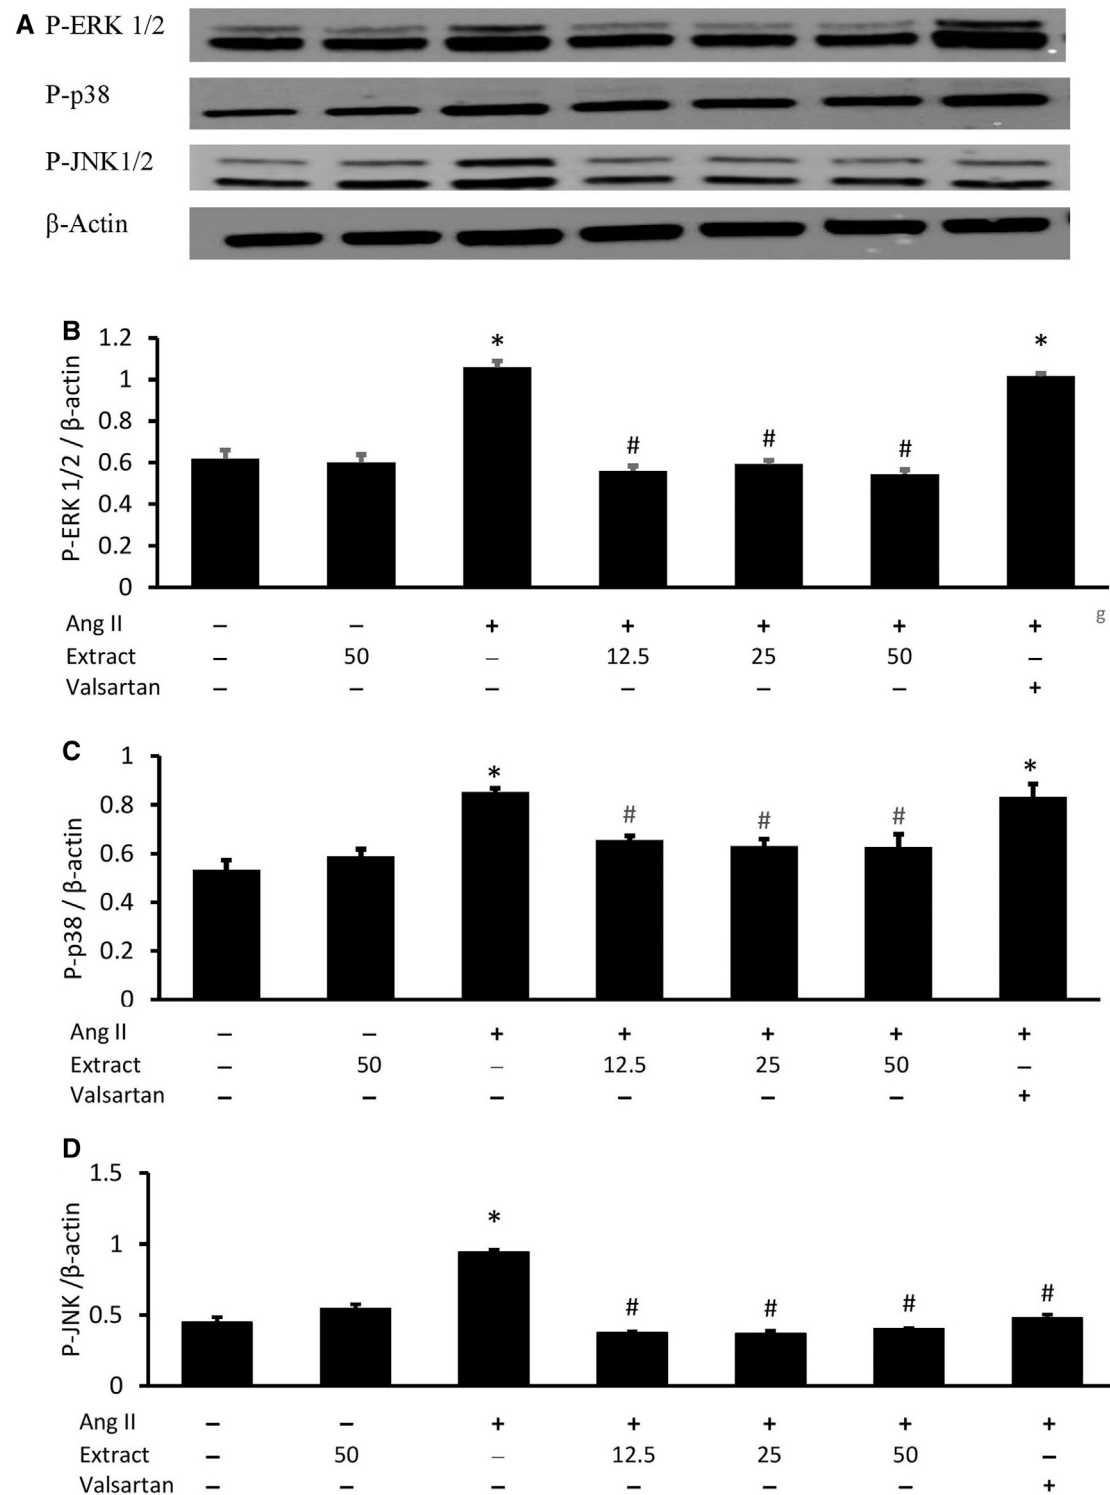 A P-ERK 1/2
P-p38
P-JNK1/2
β-Actin
B
P-ERK 1/2 / β-actin
1.2
1
0.8
0.6
0.4
0.2
0
* # # # *
Ang II – – + + + + + g
Extract – 50 – 12.5 25 50 –
Valsartan – – – – – – +
C
P-p38 / β-actin
1
0.8
0.6
0.4
0.2
0
* # # # *
Ang II – – + + + + +
Extract – 50 – 12.5 25 50 –
Valsartan – – – – – – +
D
P-JNK /β-actin
1.5
1
0.5
0
* # # # #
Ang II – – + + + + +
Extract – 50 – 12.5 25 50 –
Valsartan – – – – – – +